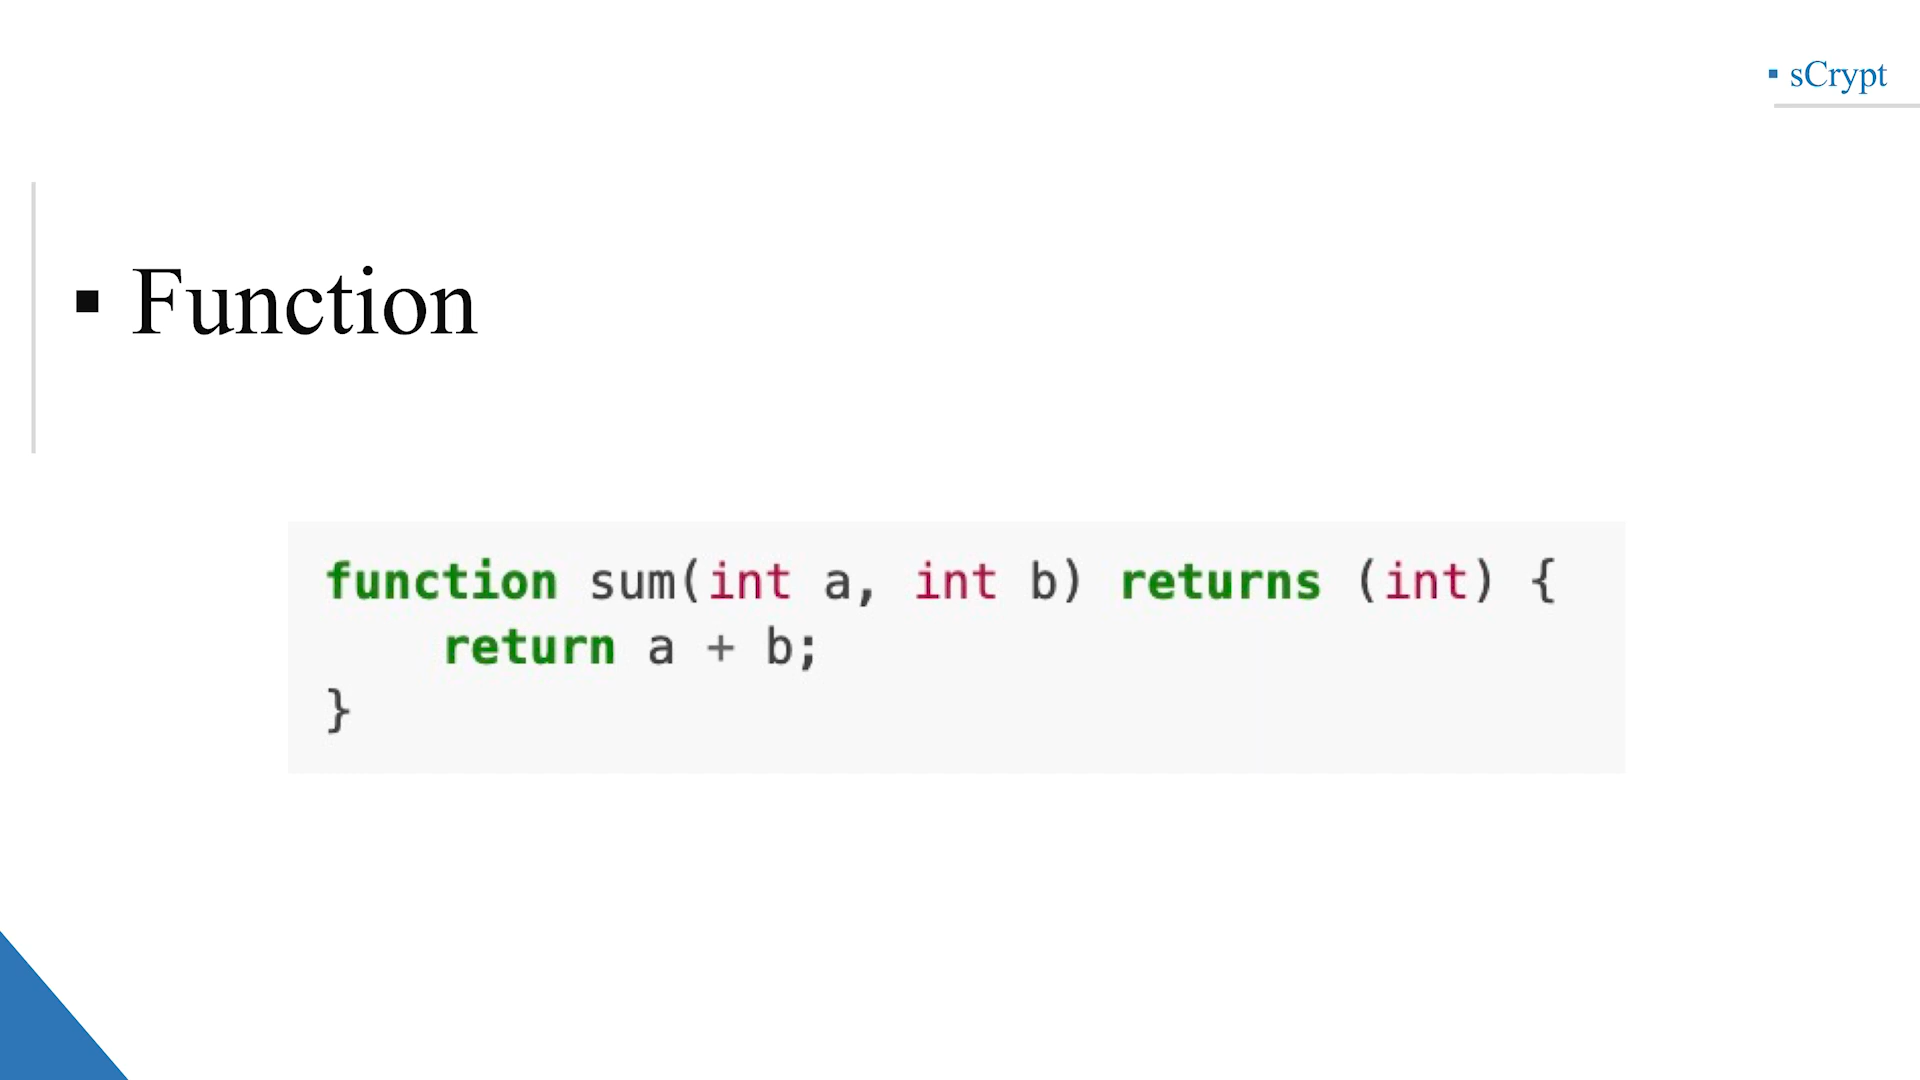 ▪ sCrypt
▪ Function
function sum(int a, int b) returns (int) {
    return a + b;
}